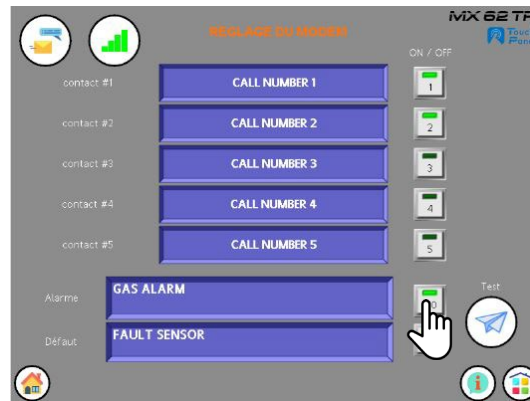 MX 62 TP
REGLAGE DU MODEM
Touc
Pane
ON / OFF
contact #1
CALL NUMBER 1
1
contact #2
CALL NUMBER 2
2
contact #3
CALL NUMBER 3
3
contact #4
CALL NUMBER 4
4
contact #5
CALL NUMBER 5
5
Alarme
GAS ALARM
Test
Défaut
FAULT SENSOR